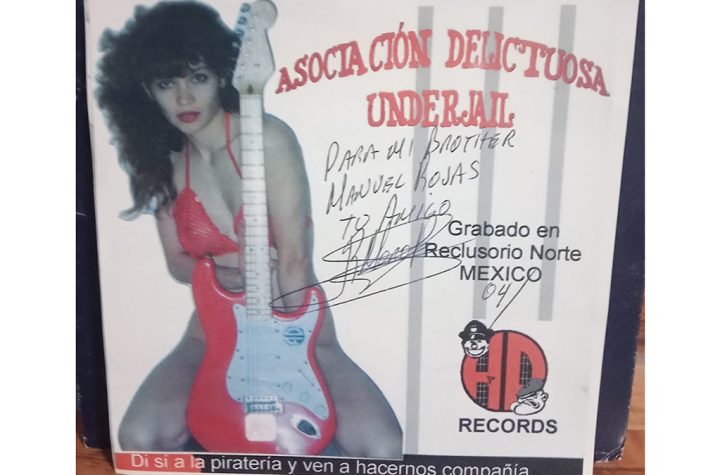 ASOCIACIÓN DELICTUOSA
UNDERJAIL
PARA MI BROTHER
MANUEL ROJAS
TU AMIGO
Grabado en
Reclusorio Norte
MEXICO
04
HD
RECORDS
Di si a la piratería y ven a hacernos compañía